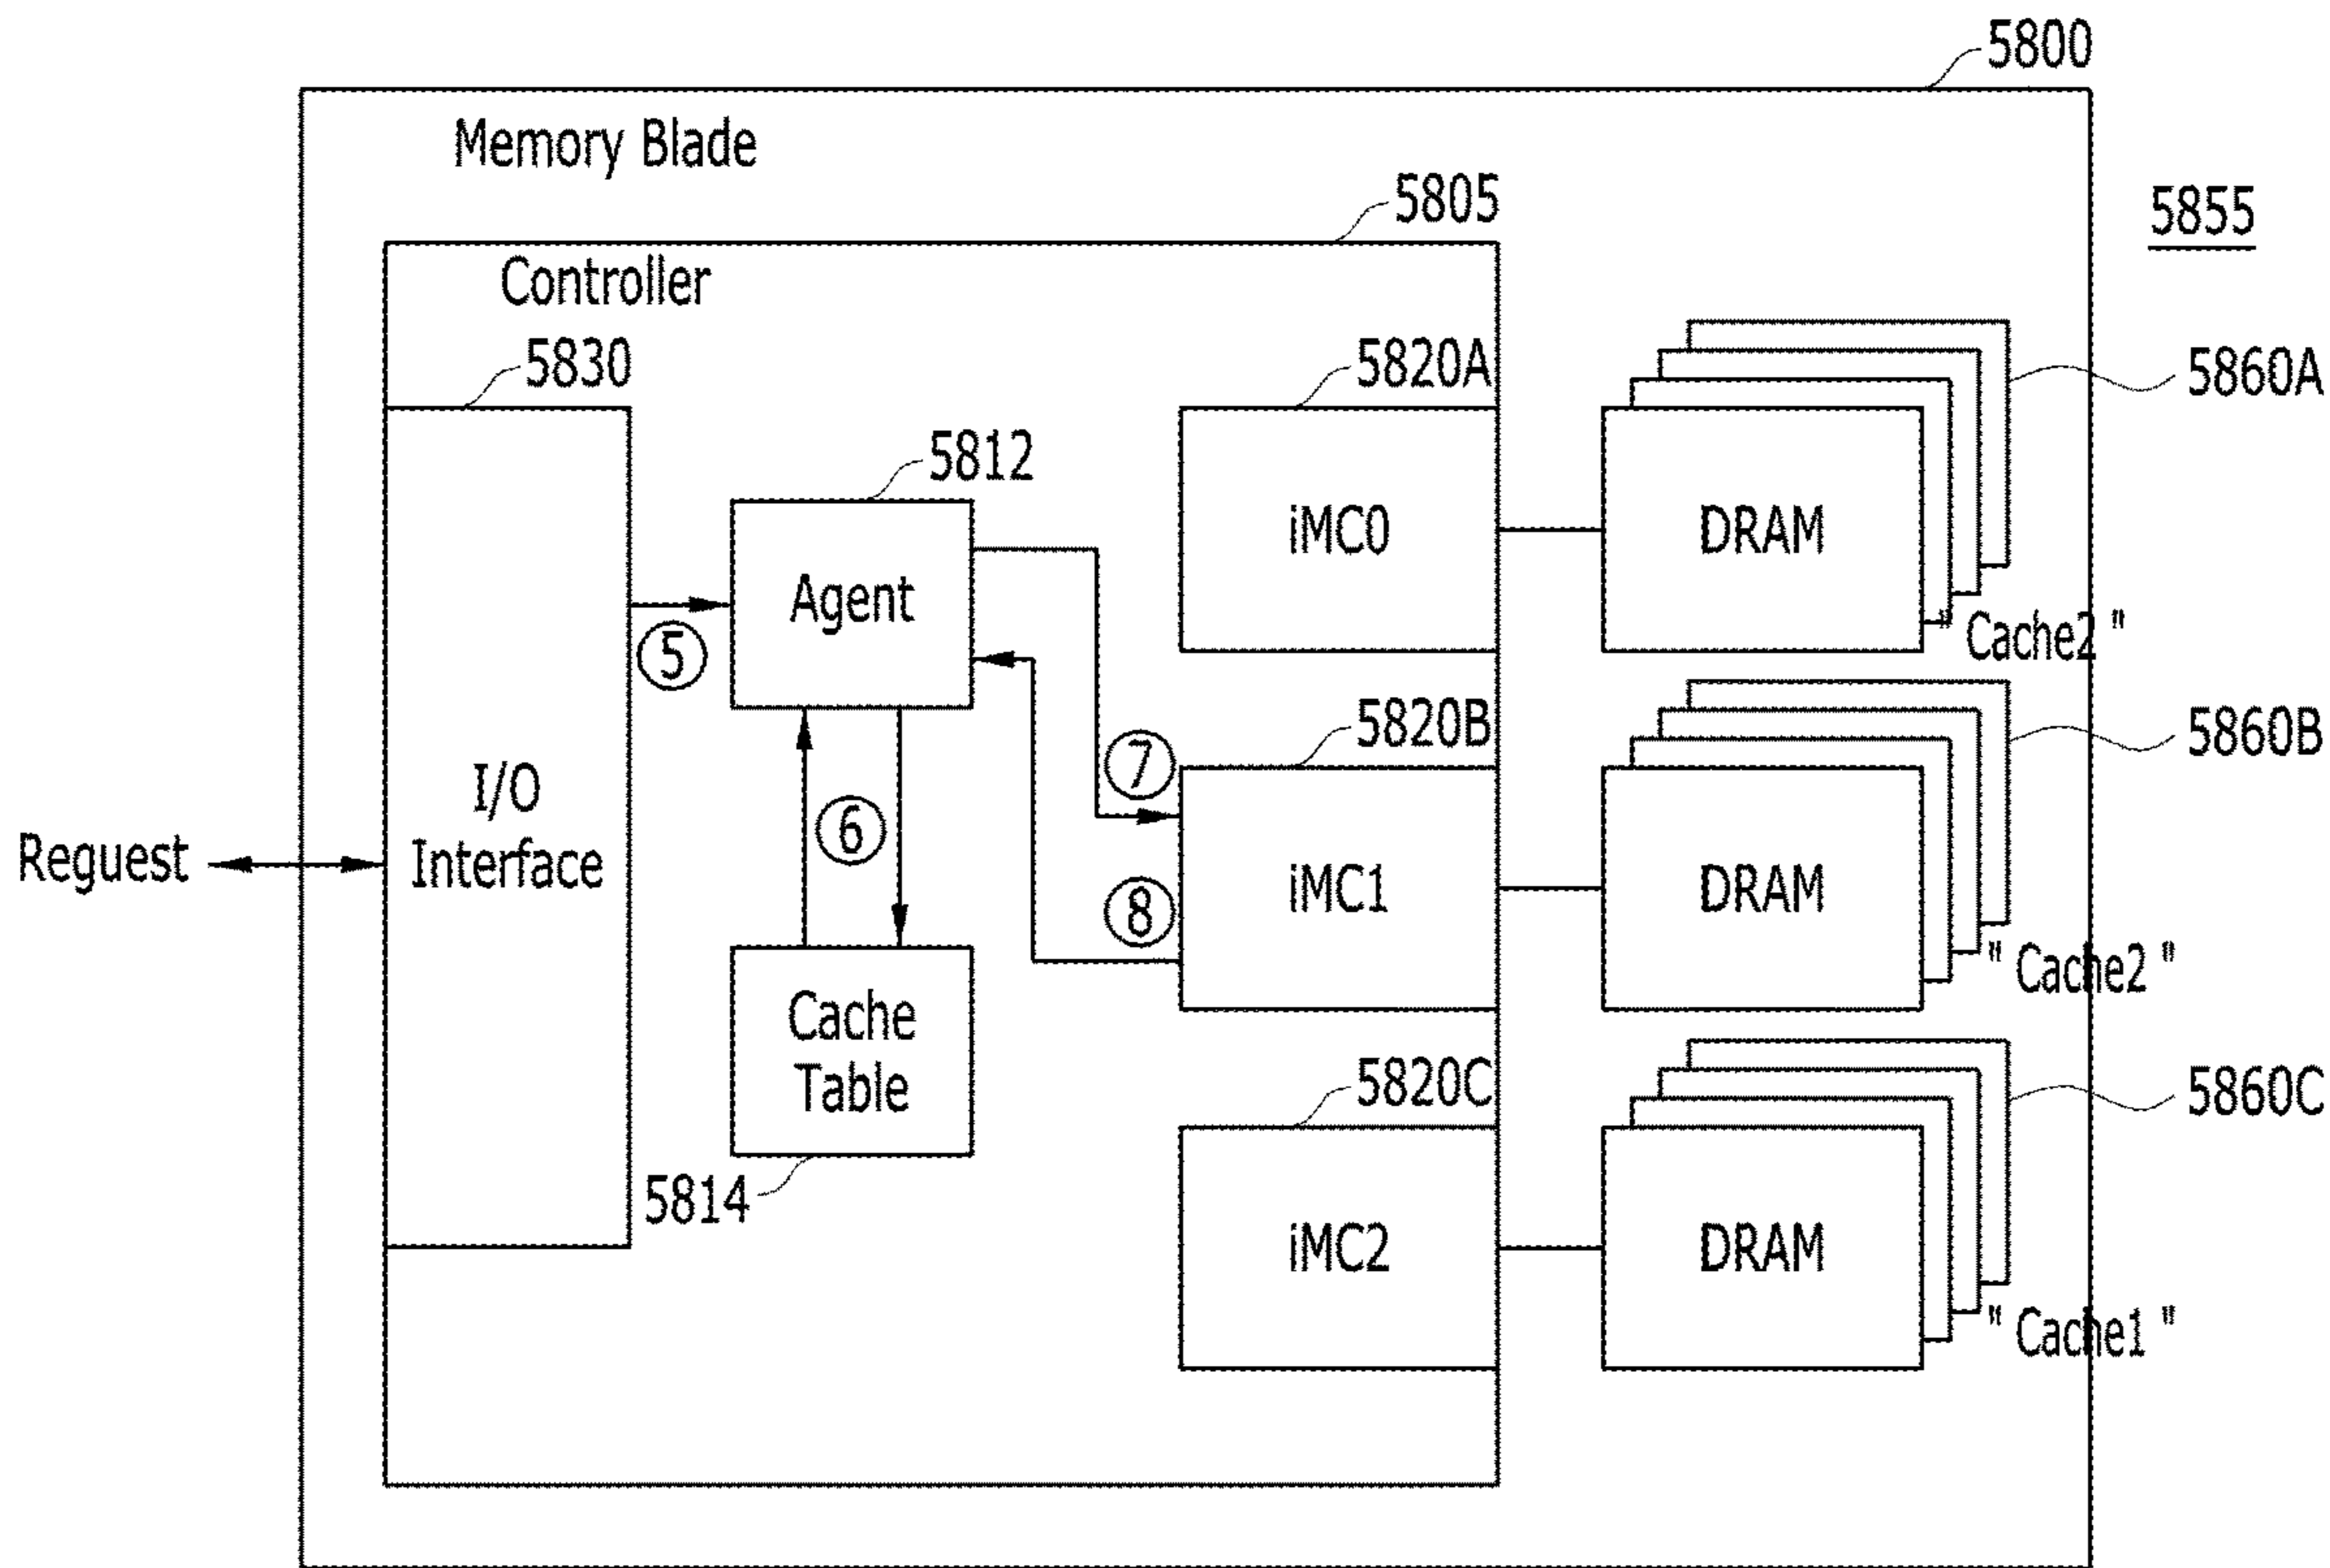 5800
Memory Blade
5805
5855
Controller
5830
5820A
5860A
5812
iMC0
DRAM
Agent
" Cache2 "
⑤
5820B
5860B
⑦
I/O
Interface
⑥
Reguest
iMC1
DRAM
⑧
" Cache2 "
Cache
Table
5820C
5860C
5814
iMC2
DRAM
" Cache1 "